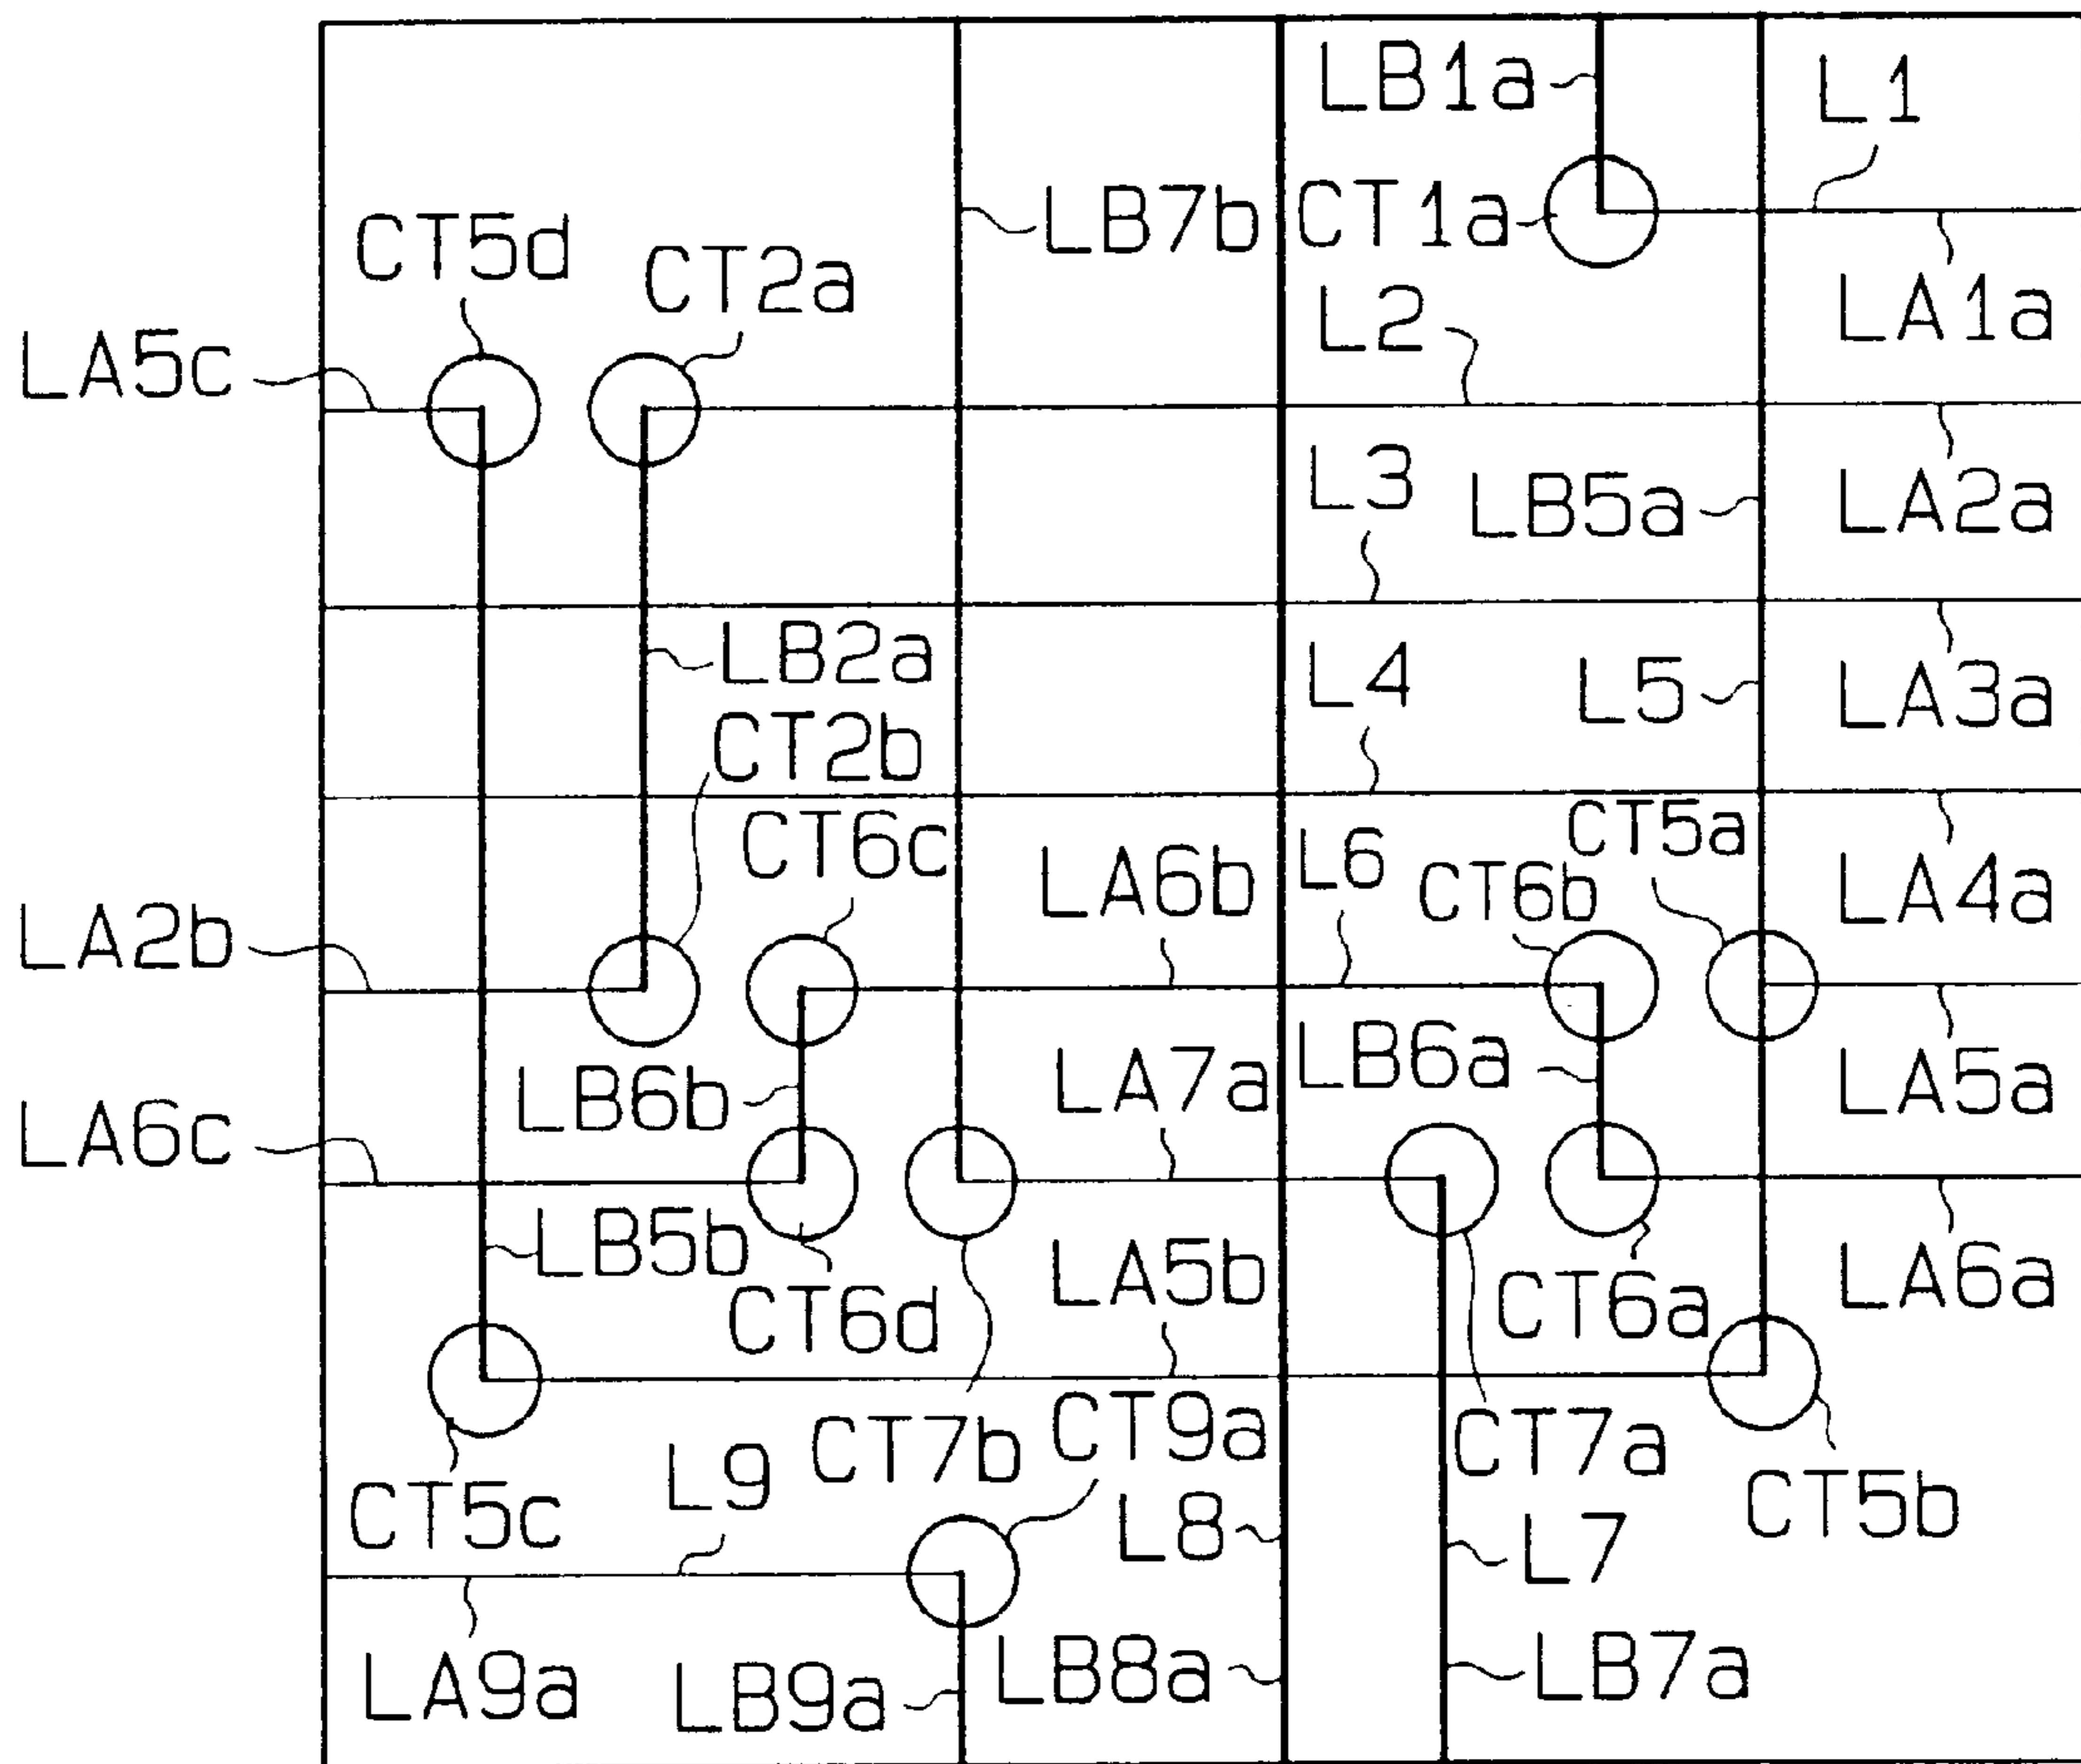 LB1a
L1
CT1a
LB7b
CT5d
CT2a
LA1a
L2
LA5c
L3
LB5a
LA2a
LB2a
L4
L5
LA3a
CT2b
CT6c
CT5a
LA6b
L6
CT6b
LA4a
LA2b
LB6b
LA7a
LB6a
LA5a
LA6c
LB5b
LA5b
LA6a
CT6d
CT6a
CT7b
CT9a
CT7a
CT5c
L9
L8
L7
CT5b
LA9a
LB9a
LB8a
LB7a